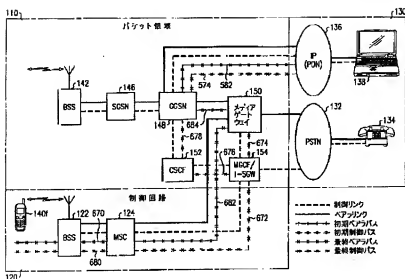 110
130
パケット領域
136
IP
(PDN)
138
142
146
574
582
150
BSS
SGSN
GGSN
メディア
ゲート
ウェイ
132
134
148
684
678
152
676
674
154
PSTN
CSCF
MGCF/
I-SGW
制御回路
682
672
140f
122
670
124
BSS
MSC
680
120
制御リンク
ベアラリンク
初期ベアラパス
初期制御パス
最終ベアラパス
最終制御パス